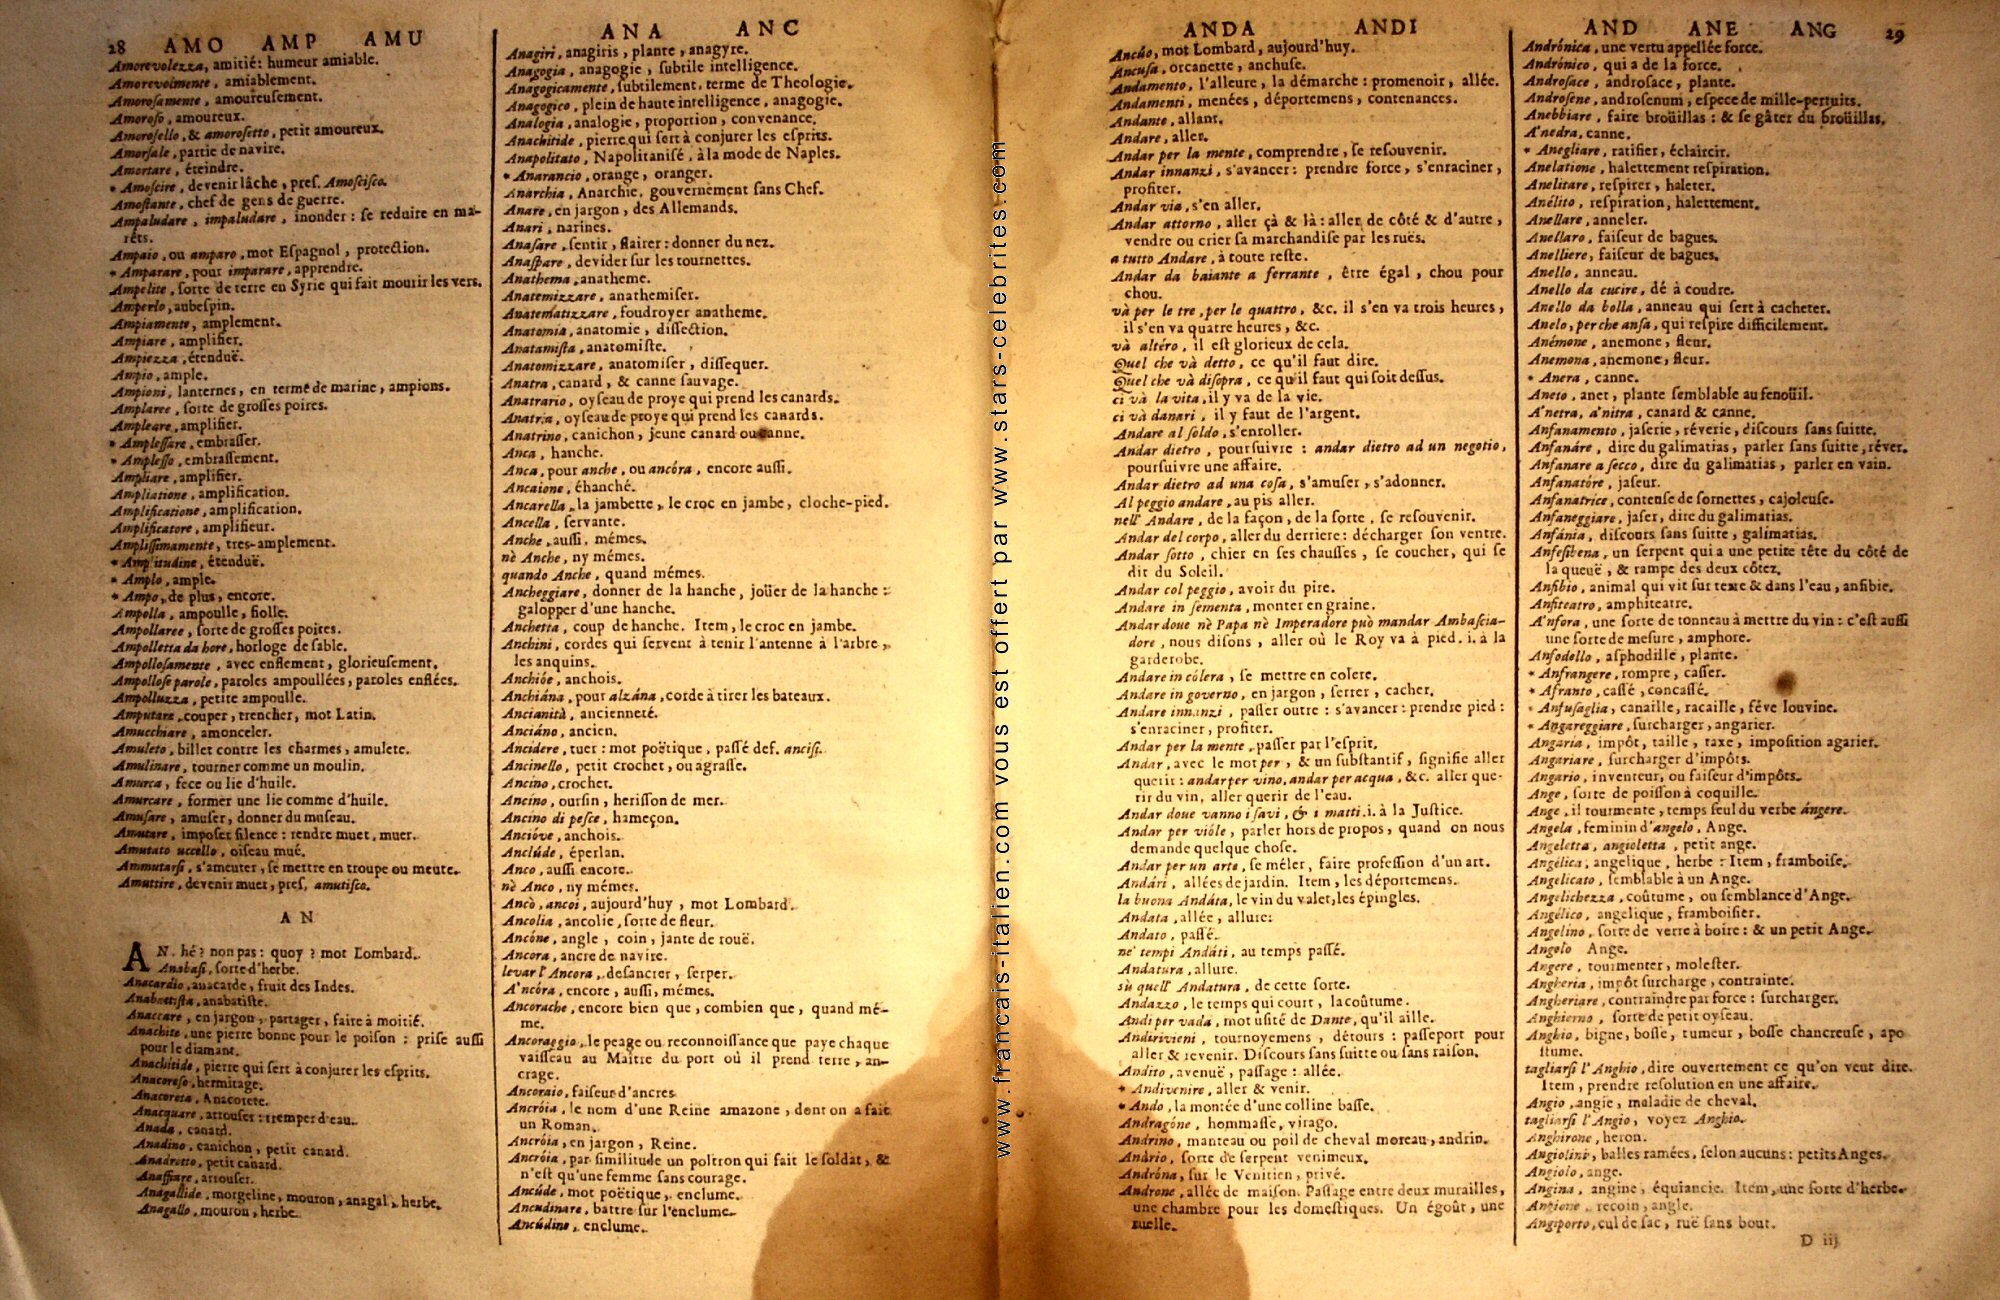 28 AMO AMP AMU
Amorevolezza, amitié: humeur amiable.
Amorevolmente, amiablement.
Amorosamente, amoureusement.
Amoroso, amoureux.
Amorosello, & amorosetto, petit amoureux.
Amorsale, partie de navire.
Amortare, éteindre.
* Amoscire, devenir lâche, pres. Amoscisco.
Amostante, chef de gens de guerre.
Ampaludare, impaludare, inonder: se reduire en ma-
rêts.
Ampaio, ou amparo, mot Espagnol, protection.
* Amparare, pour imparare, apprendre.
Ampelite, sorte de terre en Syrie qui fait mourir les vers.
Amperlo, aubespin.
Ampiamente, amplement.
Ampiare, amplifier.
Ampiezza, étenduë.
Ampio, ample.
Ampioni, lanternes, en terme de marine, ampions.
Amplaree, sorte de grosses poires.
Ampleare, amplifier.
* Amplessare, embrasser.
* Amplesso, embrassement.
Ampliare, amplifier.
Ampliatione, amplification.
Amplificatione, amplification.
Amplificatore, amplifieur.
Amplissimamente, tres-amplement.
* Amplitudine, étenduë.
* Amplo, ample.
* Ampo, de plus, encore.
Ampolla, ampoulle, fiolle.
Ampollaree, sorte de grosses poires.
Ampolletta da hore, horloge de sable.
Ampollosamente, avec enflement, glorieusement.
Ampollose parole, paroles ampoullées, paroles enflées.
Ampolluzza, petite ampoulle.
Amputare, couper, trencher, mot Latin.
Amucchiare, amonceler.
Amuleto, billet contre les charmes, amulete.
Amulinare, tourner comme un moulin.
Amurca, fece ou lie d'huile.
Amurcare, former une lie comme d'huile.
Amusare, amuser, donner du museau.
Amutare, imposer silence: rendre muet, muer.
Amutato uccello, oiseau mué.
Ammutarsi, s'ameuter, se mettre en troupe ou meute.
Amuttire, devenir muet, pres. amutisco.
AN
AN. hé? non pas: quoy? mot Lombard.
Anabasi, sorte d'herbe.
Anacardio, anacarde, fruit des Indes.
Anabattista, anabatiste.
Anaccare, en jargon, partager, faire à moitié.
Anachite, une pierre bonne pour le poison: prise aussi
pour le diamant.
Anachitide, pierre qui sert à conjurer les esprits.
Anacoreso, hermitage.
Anacoreta, Anacorete.
Anacquare, arrouser: tremper d'eau.
Anada, canard.
Anadino, canichon, petit canard.
Anadrotto, petit canard.
Anaffiare, arrouser.
Anagallide, morgeline, mouron, anagal, herbe.
Anagallo, mouron, herbe.
ANA ANC
Anagiri, anagiris, plante, anagyre.
Anagogia, anagogie, subtile intelligence.
Anagogicamente, subtilement, terme de Theologie.
Anagogico, plein de haute intelligence, anagogie.
Analogia, analogie, proportion, convenance.
Anachitide, pierre qui sert à conjurer les esprits.
Anapolitato, Napolitanisé, à la mode de Naples.
* Anarancio, orange, oranger.
Anarchia, Anarchie, gouvernement sans Chef.
Anare, en jargon, des Allemands.
Anari, narines.
Anasare, sentir, flairer: donner du nez.
Anaspare, devider sur les tournettes.
Anathema, anatheme.
Anatemizzare, anathemiser.
Anatematizzare, foudroyer anatheme.
Anatomia, anatomie, dissection.
Anatamista, anatomiste.
Anatomizzare, anatomiser, dissequer.
Anatra, canard, & canne sauvage.
Anatrario, oyseau de proye qui prend les canards.
Anatria, oyseau de proye qui prend les canards.
Anatrino, canichon, jeune canard ou canne.
Anca, hanche.
Anca, pour anche, ou ancóra, encore aussi.
Ancaione, éhanché.
Ancarella, la jambette, le croc en jambe, cloche-pied.
Ancella, servante.
Anche, aussi, mémes.
nè Anche, ny mémes.
quando Anche, quand mémes.
Ancheggiare, donner de la hanche, joüer de la hanche:
galopper d'une hanche.
Anchetta, coup de hanche. Item, le croc en jambe.
Anchini, cordes qui servent à tenir l'antenne à l'arbre,
les anquins.
Anchióe, anchois.
Anchiána, pour alzána, corde à tirer les bateaux.
Ancianità, ancienneté.
Anciáno, ancien.
Ancidere, tuer: mot poëtique, passé def. ancisi.
Ancinello, petit crochet, ou agrasse.
Ancino, crochet.
Ancino, oursin, herisson de mer.
Ancino di pesce, hameçon.
Ancióve, anchois.
Anclúde, éperlan.
Anco, aussi encore.
nè Anco, ny mémes.
Ancò, ancoi, aujourd'huy, mot Lombard.
Ancolia, ancolie, sorte de fleur.
Ancóne, angle, coin, jante de rouë.
Ancora, ancre de navire.
levar l'Ancora, desancrer, serper.
A'ncóra, encore, aussi, mémes.
Ancorache, encore bien que, combien que, quand mé-
me.
Ancoraggio, le peage ou reconnoissance que paye chaque
vaisseau au Maître du port où il prend terre, an-
crage.
Ancoraio, faiseur d'ancres.
Ancróia, le nom d'une Reine amazone, dont on a fait
un Roman.
Ancróia, en jargon, Reine.
Ancróia, par similitude un poltron qui fait le soldat, &
n'est qu'une femme sans courage.
Ancúde, mot poëtique, enclume.
Ancudinare, battre sur l'enclume.
Ancúdine, enclume.
ANDA ANDI
Ancúo, mot Lombard, aujourd'huy.
Ancusa, orcanette, anchuse.
Andamento, l'alleure, la démarche: promenoir, allée.
Andamenti, menées, déportemens, contenances.
Andante, allant.
Andare, aller.
Andar per la mente, comprendre, se resouvenir.
Andar innanzi, s'avancer: prendre force, s'enraciner,
profiter.
Andar via, s'en aller.
Andar attorno, aller çà & là: aller de côté & d'autre,
vendre ou crier sa marchandise par les ruës.
a tutto Andare, à toute reste.
Andar da baiante a ferrante, être égal, chou pour
chou.
và per le tre, per le quattro, &c. il s'en va trois heures,
il s'en va quatre heures, &c.
và altéro, il est glorieux de cela.
Quel che và detto, ce qu'il faut dire.
Quel che và disopra, ce qu'il faut qui soit dessus.
ci và la vita, il y va de la vie.
ci và danari, il y faut de l'argent.
Andare al soldo, s'enroller.
Andar dietro, poursuivre: andar dietro ad un negotio,
poursuivre une affaire.
Andar dietro ad una cosa, s'amuser, s'adonner.
Al peggio andare, au pis aller.
nell' Andare, de la façon, de la sorte, se resouvenir.
Andar del corpo, aller du derriere: décharger son ventre.
Andar sotto, chier en ses chausses, se coucher, qui se
dit du Soleil.
Andar col peggio, avoir du pire.
Andare in sementa, monter en graine.
Andar doue nè Papa nè Imperadore può mandar Ambascia-
dore, nous disons, aller où le Roy va à pied. i. à la
garderobe.
Andare in cólera, se mettre en colere.
Andare in governo, en jargon, serrer, cacher.
Andare innanzi, passer outre: s'avancer: prendre pied:
s'enraciner, profiter.
Andar per la mente, passer par l'esprit.
Andar, avec le mot per, & un substantif, signifie aller
querir: andar per vino, andar per acqua, &c. aller que-
rir du vin, aller querir de l'eau.
Andar doue vanno i savi, & i matti. i. à la Justice.
Andar per vióle, parler hors de propos, quand on nous
demande quelque chose.
Andar per un arte, se méler, faire profession d'un art.
Andári, allées de jardin. Item, les déportemens.
la buona Andáta, le vin du valet, les épingles.
Andata, allée, allure:
Andato, passé.
ne' tempi Andáti, au temps passé.
Andatura, allure.
sù quell' Andatura, de cette sorte.
Andazzo, le temps qui court, la coûtume.
Andi per vada, mot usité de Dante, qu'il aille.
Andirivieni, tournoyemens, détours: passeport pour
aller & revenir. Discours sans suitte ou sans raison.
Andito, avenuë, passage: allée.
* Andivenire, aller & venir.
* Ando, la montée d'une colline basse.
Andragóne, hommasse, virago.
Andrino, manteau ou poil de cheval moreau, andrin.
Andrio, sorte de serpent venimeux.
Andróna, sur le Venitien, privé.
Androne, allée de maison. Passage entre deux murailles,
une chambre pour les domestiques. Un égoût, une
ruelle.
AND ANE ANG 29
Andrónica, une vertu appellée force.
Andrónico, qui a de la force.
Androsace, androsace, plante.
Androsene, androsenum, espece de mille-pertuits.
Anebbiare, faire broüillas: & se gâter du broüillas.
A'nedra, canne.
* Anegliare, ratifier, éclaircir.
Anelatione, halettement respiration.
Anelitare, respirer, haleter.
Anélito, respiration, halettement.
Anellare, anneler.
Anellaro, faiseur de bagues.
Anelliere, faiseur de bagues.
Anello, anneau.
Anello da cucire, dé à coudre.
Anello da bolla, anneau qui sert à cacheter.
Anelo, per che ansa, qui respire difficilement.
Anémone, anemone, fleur.
Anemona, anemone, fleur.
* Anera, canne.
Aneto, anet, plante semblable au fenoüil.
A'netra, a'nitra, canard & canne.
Anfanamento, jaserie, réverie, discours sans suitte.
Anfanáre, dire du galimatias, parler sans suitte, réver.
Anfanare a secco, dire du galimatias, parler en vain.
Anfanatóre, jaseur.
Anfanatrice, conteuse de sornettes, cajoleuse.
Anfaneggiare, jaser, dire du galimatias.
Anfánia, discours sans suitte, galimatias.
Anfesibena, un serpent qui a une petite tête du côté de
la queuë, & rampe des deux côtez.
Anfibio, animal qui vit sur terre & dans l'eau, anfibie.
Anfiteatro, amphiteatre.
A'nfora, une sorte de tonneau à mettre du vin: c'est aussi
une sorte de mesure, amphore.
Anfodello, asphodille, plante.
* Anfrangere, rompre, casser.
* Afranto, cassé, concassé.
* Anfusaglia, canaille, racaille, féve louvine.
* Angareggiare, surcharger, angarier.
Angaria, impôt, taille, taxe, imposition agarier.
Angariare, surcharger d'impôts.
Angario, inventeur, ou faiseur d'impôts.
Ange, sorte de poisson à coquille.
Ange, il tourmente, temps seul du verbe ángere.
Angela, feminin d'angelo, Ange.
Angeletta, angioletta, petit ange.
Angélica, angelique, herbe: Item, framboise.
Angelicato, semblable à un Ange.
Angelichezza, coûtume, ou semblance d'Ange.
Angélico, angelique, framboisier.
Angelino, sorte de verre à boire: & un petit Ange.
Angelo Ange.
Angere, tourmenter, molester.
Angheria, impôt surcharge, contrainte.
Angheriare, contraindre par force: surcharger.
Anghierno, sorte de petit oyseau.
Anghio, bigne, bosse, tumeur, bosse chancreuse, apo
stume.
tagliarsi l'Anghio, dire ouvertement ce qu'on veut dire.
Item, prendre resolution en une affaire.
Angio, angie, maladie de cheval.
tagliarsi l'Angio, voyez Anghio.
Anghirone, heron.
Angiolini, balles ramées, selon aucuns: petits Anges.
Angiolo, ange.
Angina, angine, équiancie. Item, une sorte d'herbe.
Angione, recoin, angle.
Angiporto, cul de sac, ruë sans bout.
D iij
www.francais-italien.com vous est offert par www.stars-celebrites.com